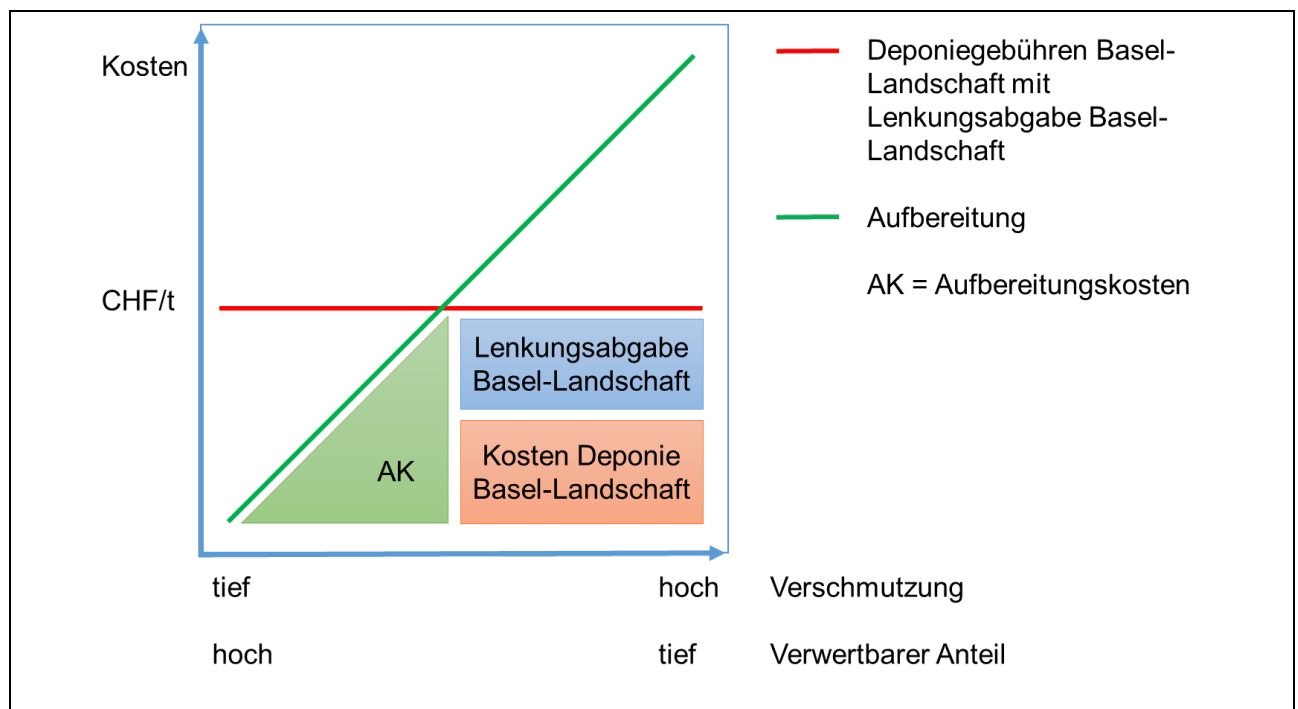 Kosten
CHF/t
Deponiegebühren Basel-
Landschaft mit
Lenkungsabgabe Basel-
Landschaft
Aufbereitung
AK = Aufbereitungskosten
Lenkungsabgabe
Basel-Landschaft
AK
Kosten Deponie
Basel-Landschaft
tief hoch Verschmutzung
hoch tief Verwertbarer Anteil